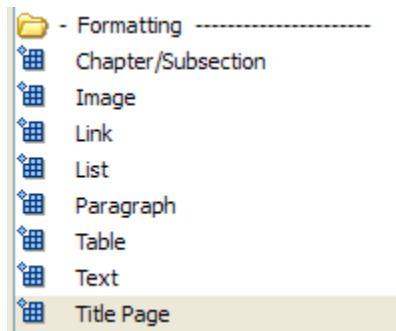 - Formatting ----------------------
Chapter/Subsection
Image
Link
List
Paragraph
Table
Text
Title Page